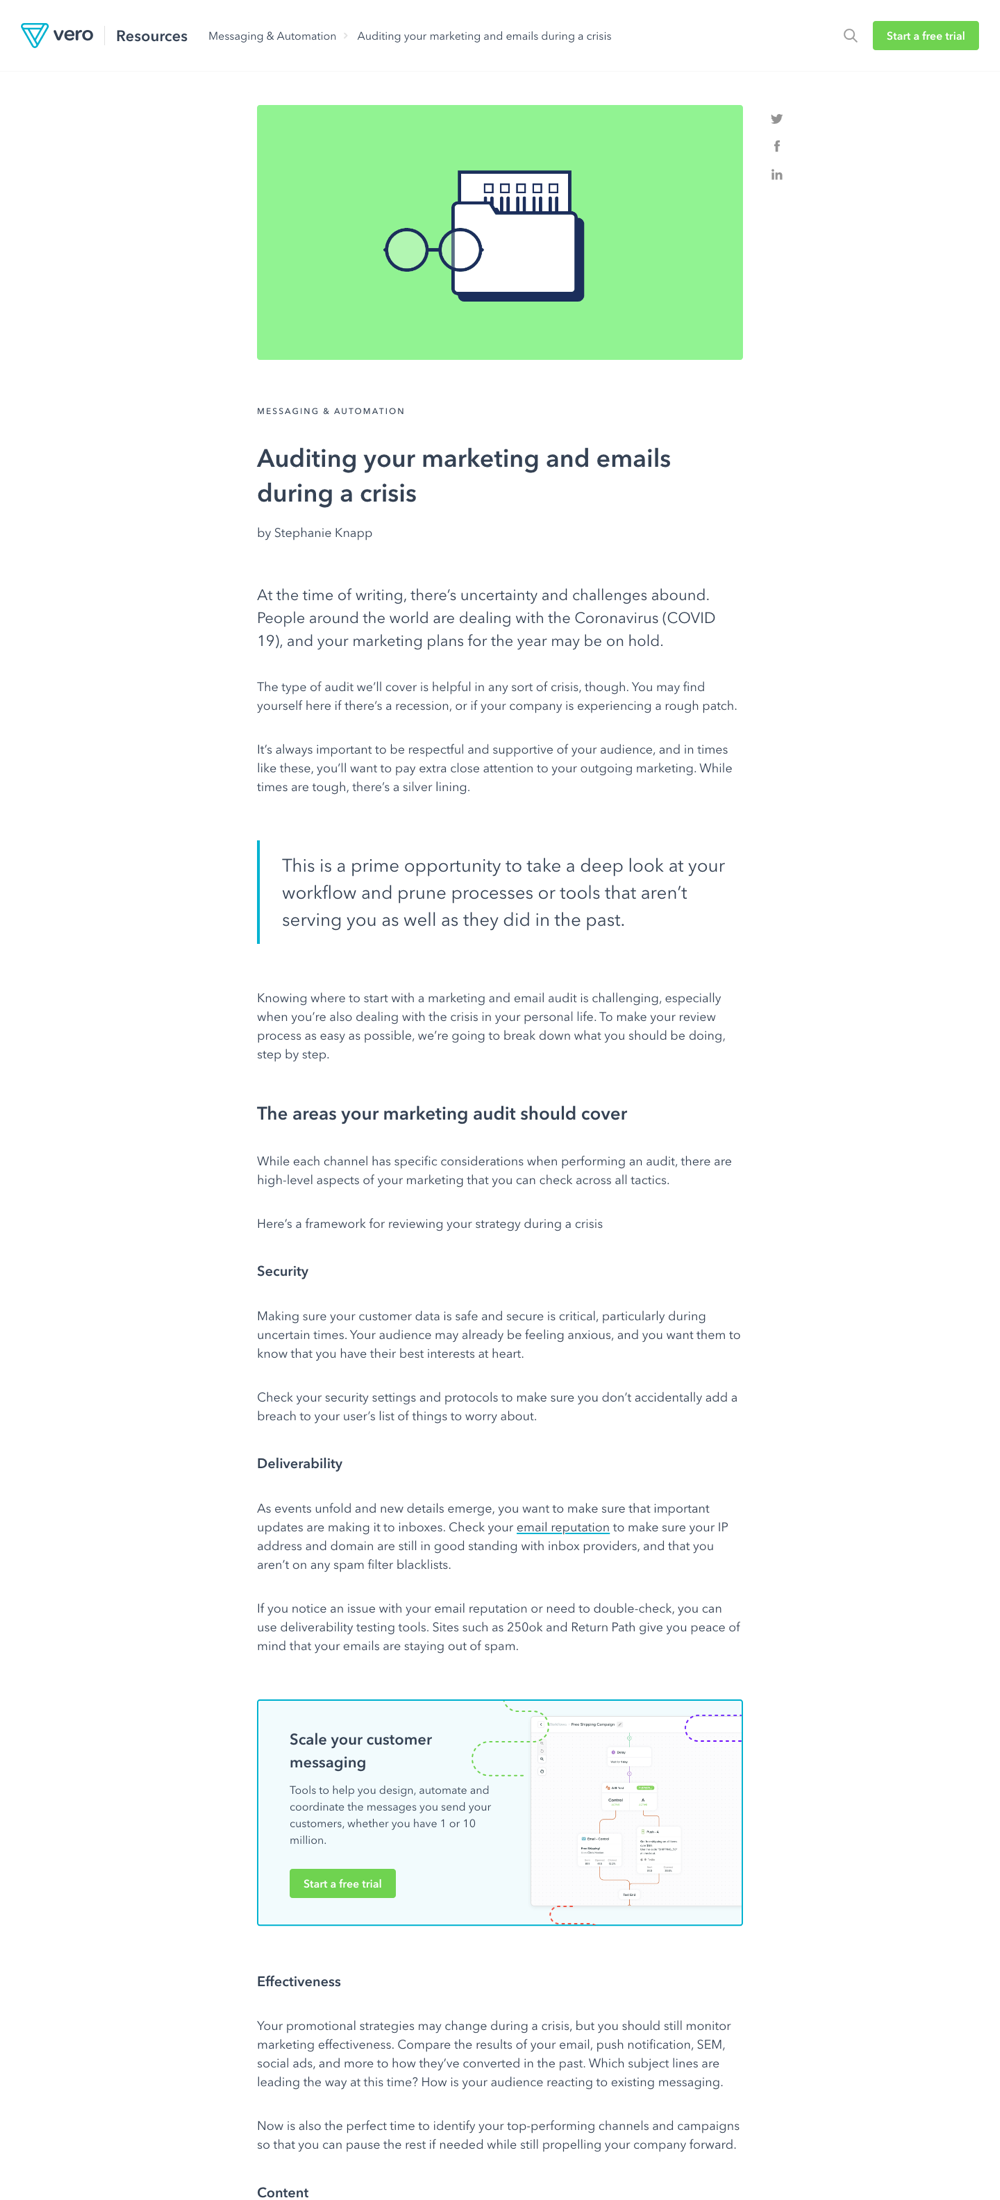 vero
Resources
Messaging & Automation
Auditing your marketing and emails during a crisis
Start a free trial
MESSAGING & AUTOMATION
Auditing your marketing and emails
during a crisis
by Stephanie Knapp
At the time of writing, there’s uncertainty and challenges abound.
People around the world are dealing with the Coronavirus (COVID
19), and your marketing plans for the year may be on hold.
The type of audit we’ll cover is helpful in any sort of crisis, though. You may find
yourself here if there’s a recession, or if your company is experiencing a rough patch.
It’s always important to be respectful and supportive of your audience, and in times
like these, you’ll want to pay extra close attention to your outgoing marketing. While
times are tough, there’s a silver lining.
This is a prime opportunity to take a deep look at your
workflow and prune processes or tools that aren’t
serving you as well as they did in the past.
Knowing where to start with a marketing and email audit is challenging, especially
when you’re also dealing with the crisis in your personal life. To make your review
process as easy as possible, we’re going to break down what you should be doing,
step by step.
The areas your marketing audit should cover
While each channel has specific considerations when performing an audit, there are
high-level aspects of your marketing that you can check across all tactics.
Here’s a framework for reviewing your strategy during a crisis
Security
Making sure your customer data is safe and secure is critical, particularly during
uncertain times. Your audience may already be feeling anxious, and you want them to
know that you have their best interests at heart.
Check your security settings and protocols to make sure you don’t accidentally add a
breach to your user’s list of things to worry about.
Deliverability
As events unfold and new details emerge, you want to make sure that important
updates are making it to inboxes. Check your email reputation to make sure your IP
address and domain are still in good standing with inbox providers, and that you
aren’t on any spam filter blacklists.
If you notice an issue with your email reputation or need to double-check, you can
use deliverability testing tools. Sites such as 250ok and Return Path give you peace of
mind that your emails are staying out of spam.
Scale your customer
messaging
Tools to help you design, automate and
coordinate the messages you send your
customers, whether you have 1 or 10
million.
Start a free trial
Free Shipping Campaign
Delay
Control
A
Email - Control
Push - A
Effectiveness
Your promotional strategies may change during a crisis, but you should still monitor
marketing effectiveness. Compare the results of your email, push notification, SEM,
social ads, and more to how they’ve converted in the past. Which subject lines are
leading the way at this time? How is your audience reacting to existing messaging.
Now is also the perfect time to identify your top-performing channels and campaigns
so that you can pause the rest if needed while still propelling your company forward.
Content